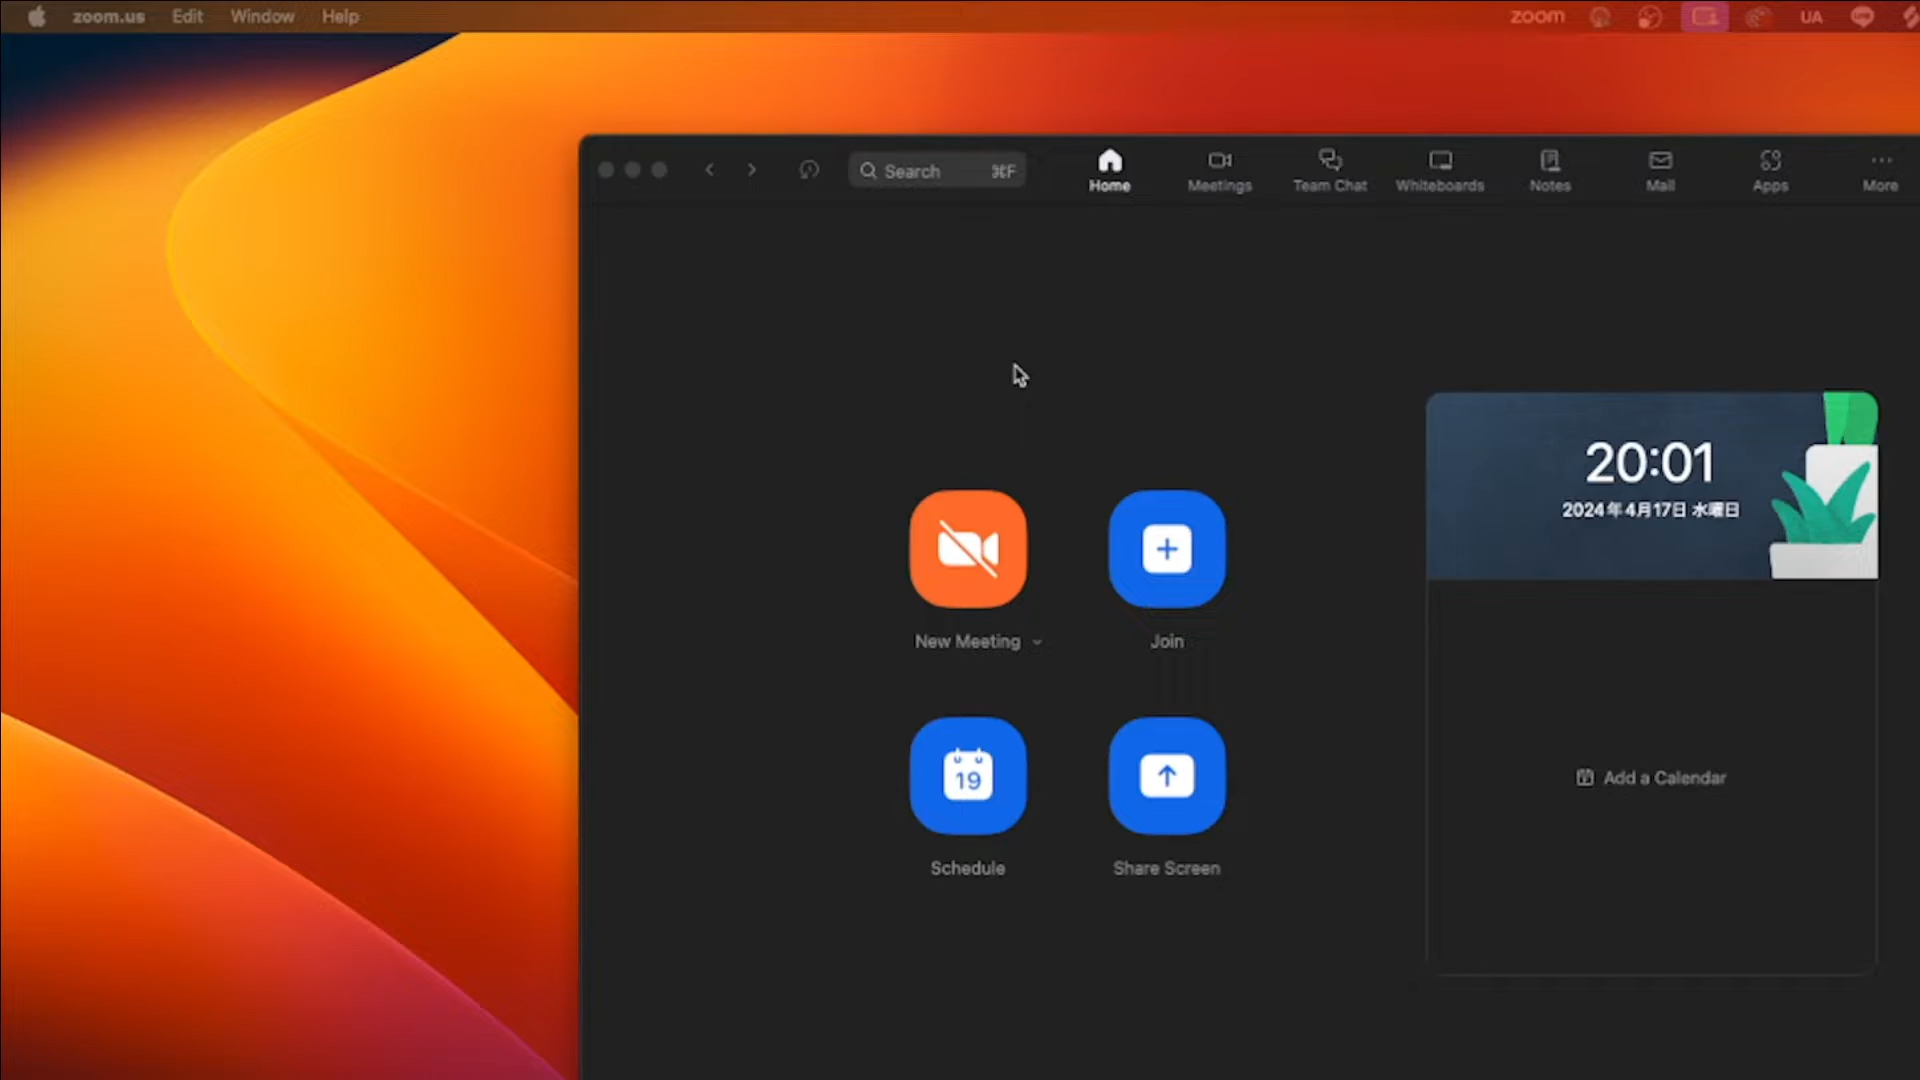 zoom.us Edit Window Help
zoom UA
Search ⌘F
Home Meetings Team Chat Whiteboards Notes Mail Apps More
20:01
2024年4月17日 水曜日
New Meeting Join
19
Schedule Share Screen
Add a Calendar